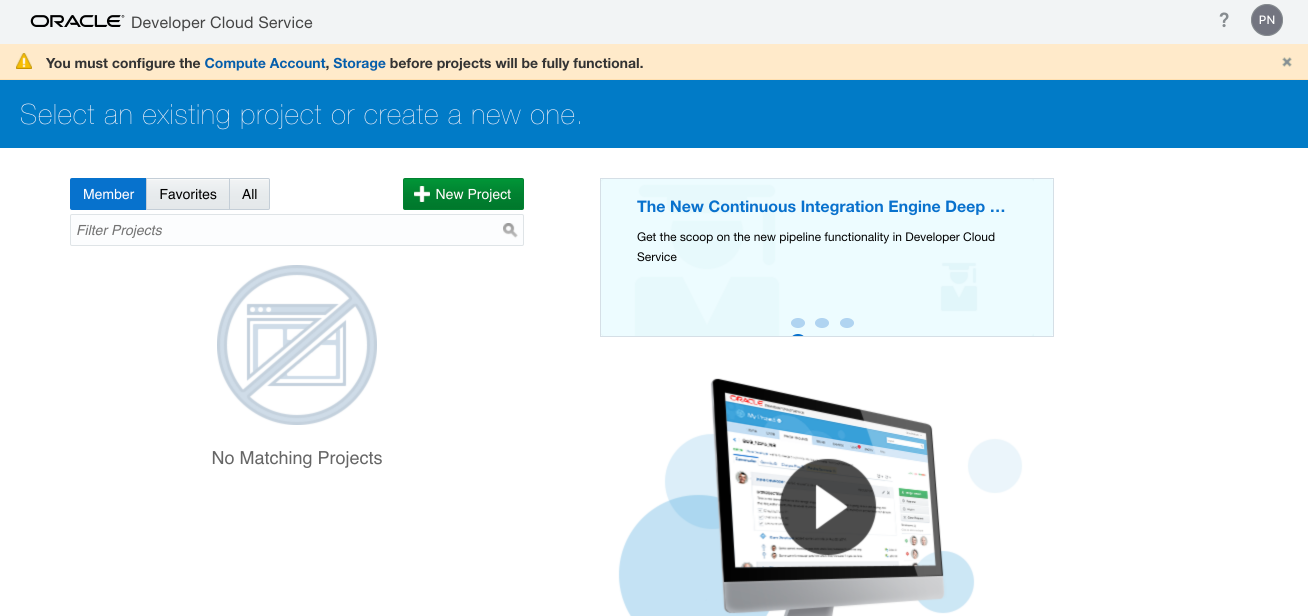 ORACLE® Developer Cloud Service
? PN
You must configure the Compute Account, Storage before projects will be fully functional.
Select an existing project or create a new one.
Member Favorites All
New Project
Filter Projects
No Matching Projects
The New Continuous Integration Engine Deep ...
Get the scoop on the new pipeline functionality in Developer Cloud
Service
ORACLE